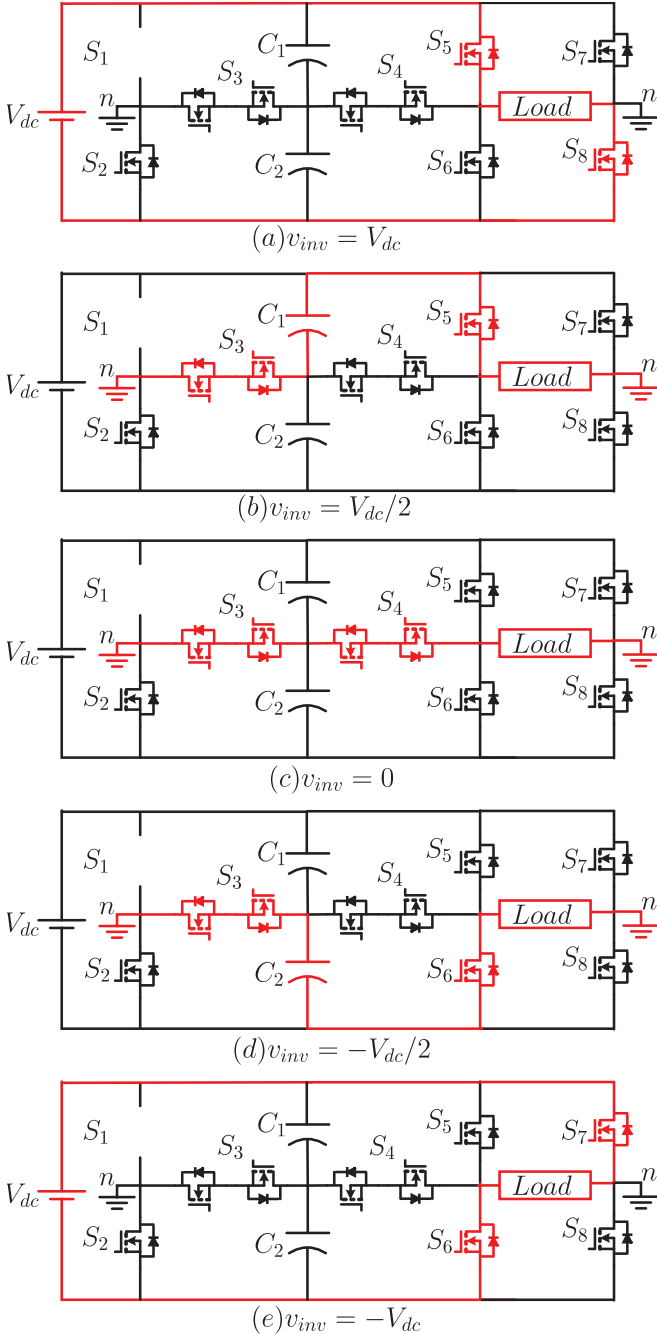 S1 C1 S5 S7
S3 S4
n Load n
Vdc
S2 C2 S6 S8
(a)vinv = Vdc
S1 C1 S5 S7
S3 S4
n Load n
Vdc
S2 C2 S6 S8
(b)vinv = Vdc/2
S1 C1 S5 S7
S3 S4
n Load n
Vdc
S2 C2 S6 S8
(c)vinv = 0
S1 C1 S5 S7
S3 S4
n Load n
Vdc
S2 C2 S6 S8
(d)vinv = −Vdc/2
S1 C1 S5 S7
S3 S4
n Load n
Vdc
S2 C2 S6 S8
(e)vinv = −Vdc